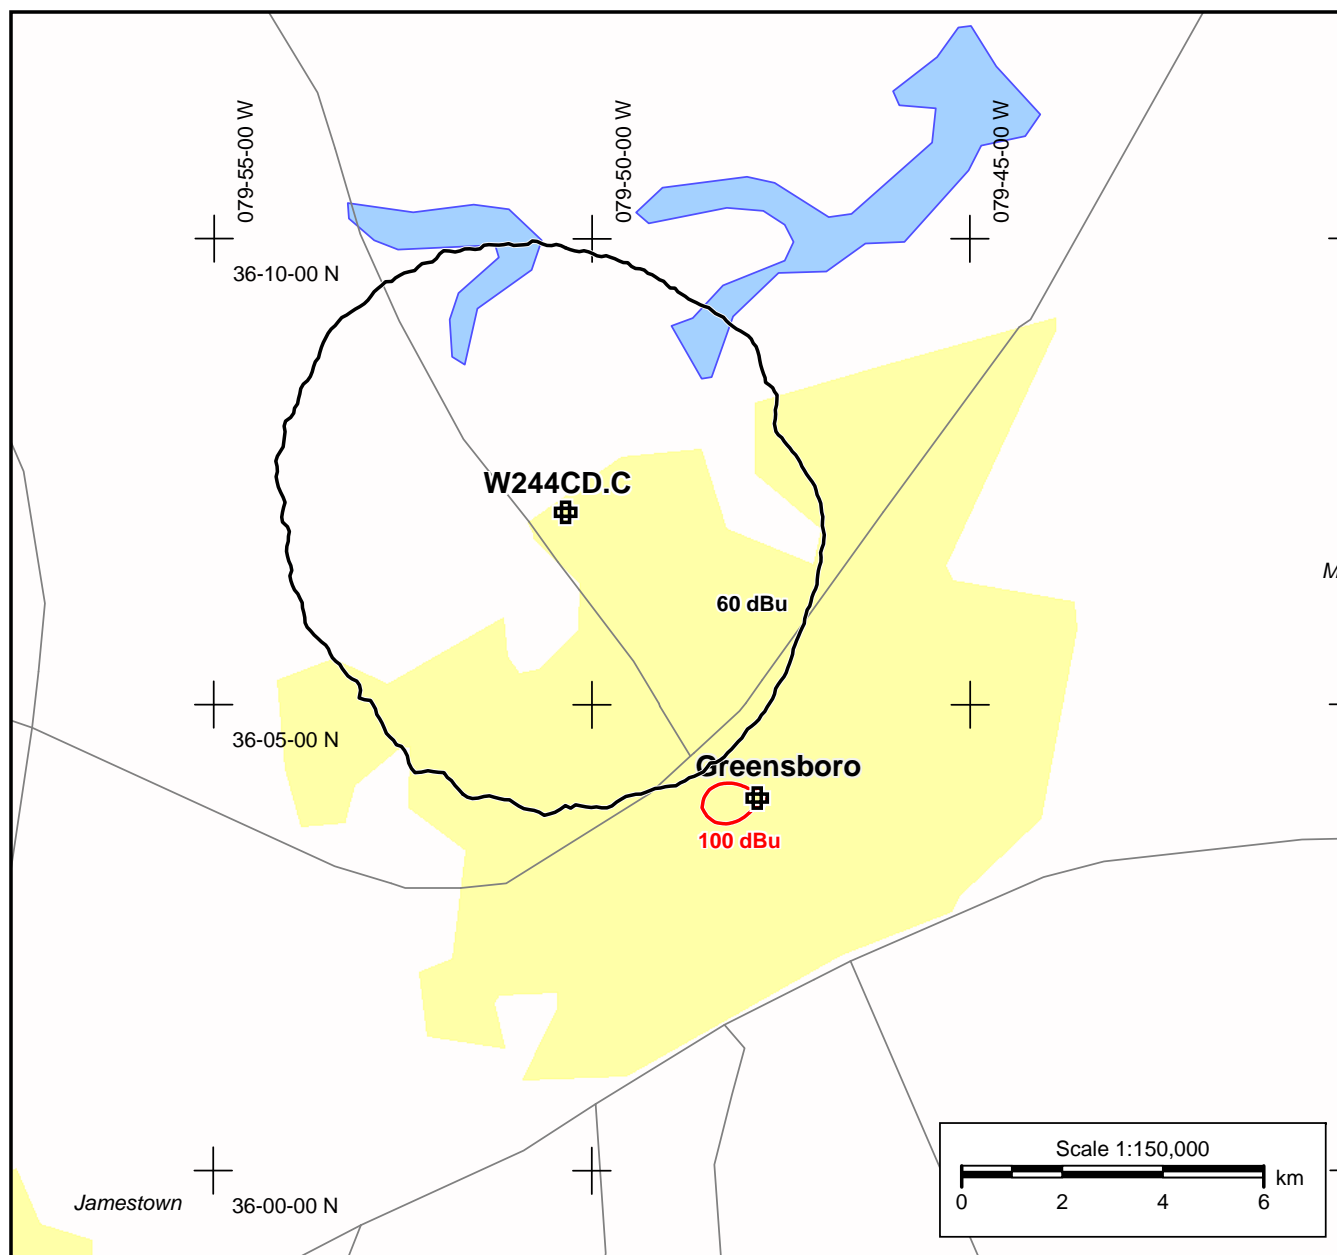 079-55-00 W
079-50-00 W
079-45-00 W
36-10-00 N
W244CD.C
M
60 dBu
36-05-00 N
Greensboro
100 dBu
Scale 1:150,000
km
0 2 4 6
Jamestown
36-00-00 N